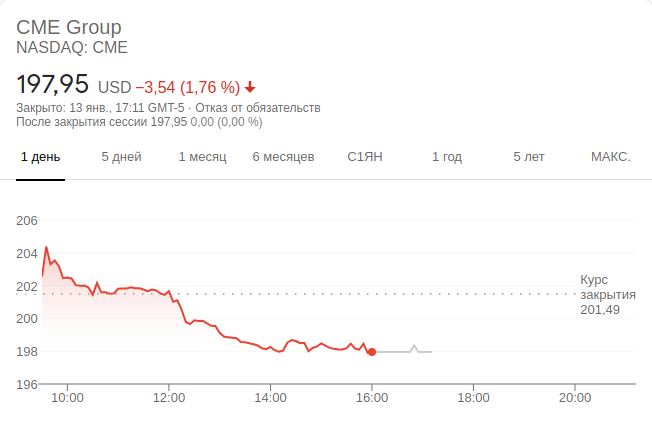 CME Group
NASDAQ: CME
197,95 USD −3,54 (1,76 %)
Закрыто: 13 янв., 17:11 GMT-5 · Отказ от обязательств
После закрытия сессии 197,95 0,00 (0,00 %)
1 день 5 дней 1 месяц 6 месяцев С1ЯН 1 год 5 лет МАКС.
206
204
202
200
198
196
Курс
закрытия
201,49
10:00 12:00 14:00 16:00 18:00 20:00